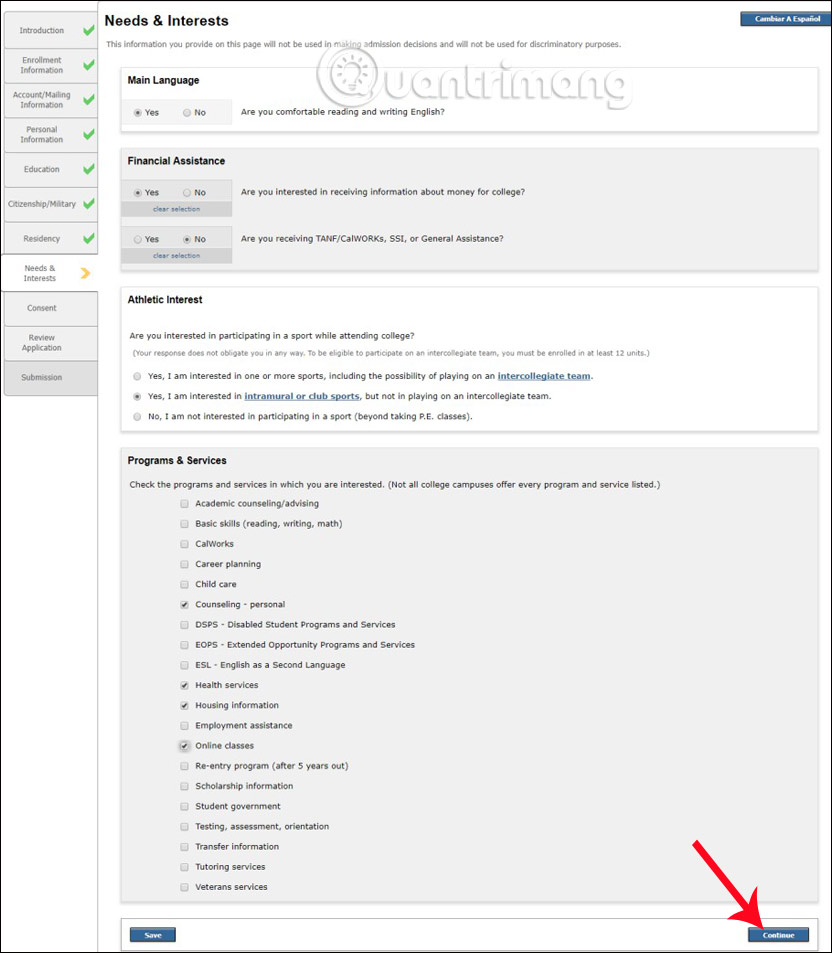 Needs & Interests
Cambiar A Español
This information you provide on this page will not be used in making admission decisions and will not be used for discriminatory purposes.
Quantrimang
Introduction
Enrollment
Information
Account/Mailing
Information
Personal
Information
Education
Citizenship/Military
Residency
Needs &
Interests
Consent
Review
Application
Submission
Main Language
Yes No Are you comfortable reading and writing English?
Financial Assistance
Yes No Are you interested in receiving information about money for college?
clear selection
Yes No Are you receiving TANF/CalWORKs, SSI, or General Assistance?
clear selection
Athletic Interest
Are you interested in participating in a sport while attending college?
(Your response does not obligate you in any way. To be eligible to participate on an intercollegiate team, you must be enrolled in at least 12 units.)
Yes, I am interested in one or more sports, including the possibility of playing on an intercollegiate team.
Yes, I am interested in intramural or club sports, but not in playing on an intercollegiate team.
No, I am not interested in participating in a sport (beyond taking P.E. classes).
Programs & Services
Check the programs and services in which you are interested. (Not all college campuses offer every program and service listed.)
Academic counseling/advising
Basic skills (reading, writing, math)
CalWorks
Career planning
Child care
Counseling - personal
DSPS - Disabled Student Programs and Services
EOPS - Extended Opportunity Programs and Services
ESL - English as a Second Language
Health services
Housing information
Employment assistance
Online classes
Re-entry program (after 5 years out)
Scholarship information
Student government
Testing, assessment, orientation
Transfer information
Tutoring services
Veterans services
Save
Continue